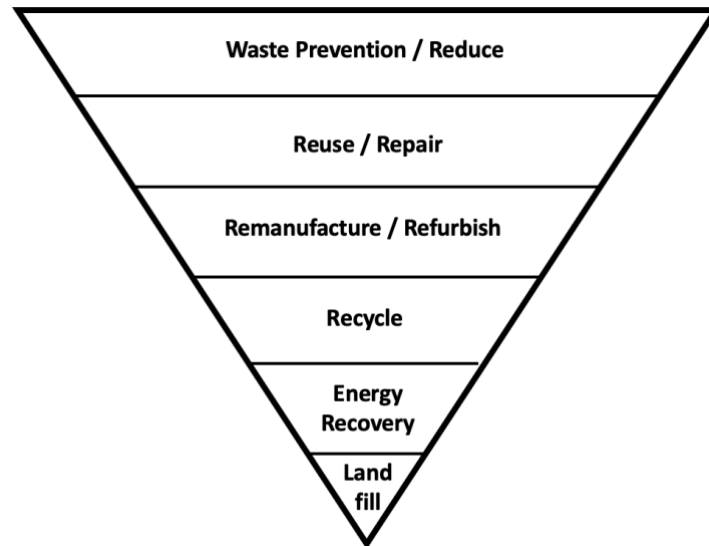 Waste Prevention / Reduce
Reuse / Repair
Remanufacture / Refurbish
Recycle
Energy
Recovery
Land
fill